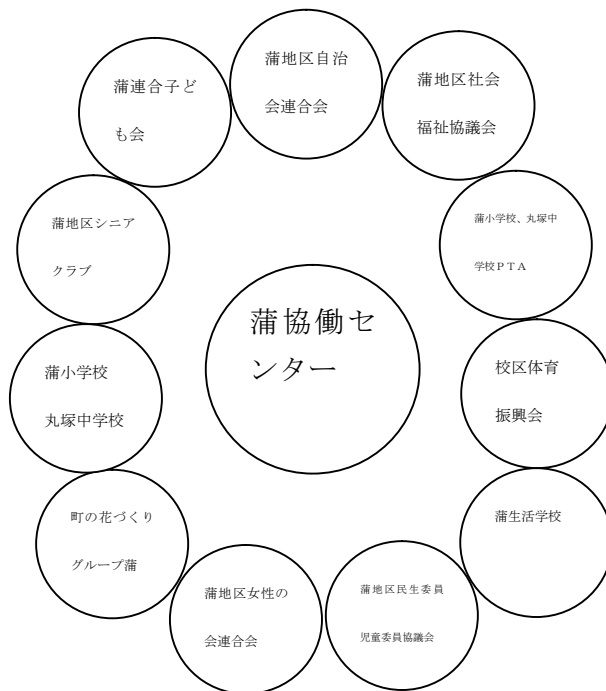 蒲地区自治
会連合会
蒲地区社会
福祉協議会
蒲小学校、丸塚中
学校ＰＴＡ
校区体育
振興会
蒲生活学校
蒲地区民生委員
児童委員協議会
蒲地区女性の
会連合会
町の花づくり
グループ蒲
蒲小学校
丸塚中学校
蒲地区シニア
クラブ
蒲連合子ど
も会
蒲協働セ
ンター